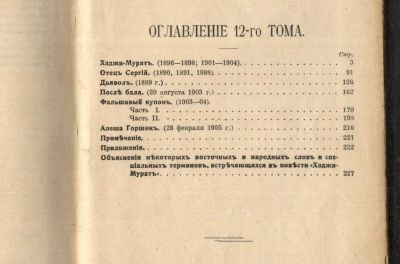 ОГЛАВЛЕНІЕ 12-го ТОМА.
Стр.
Хаджи-Муратъ. (1896—1898; 1901—1904). 3
Отецъ Сергій. (1890, 1891, 1898). 91
Дьяволъ. (1889 г.) 126
Послѣ бала. (20 августа 1903 г.) 162
Фальшивый купонъ. (1903—04).
Часть I. 170
Часть II. 198
Алеша Горшокъ. (28 февраля 1905 г.) 216
Примѣчаніе. 221
Приложенія. 222
Объясненія нѣкоторыхъ восточныхъ и народныхъ словъ и спе-
ціальныхъ терминовъ, встрѣчающихся въ повѣсти «Хаджи-
Муратъ». 227